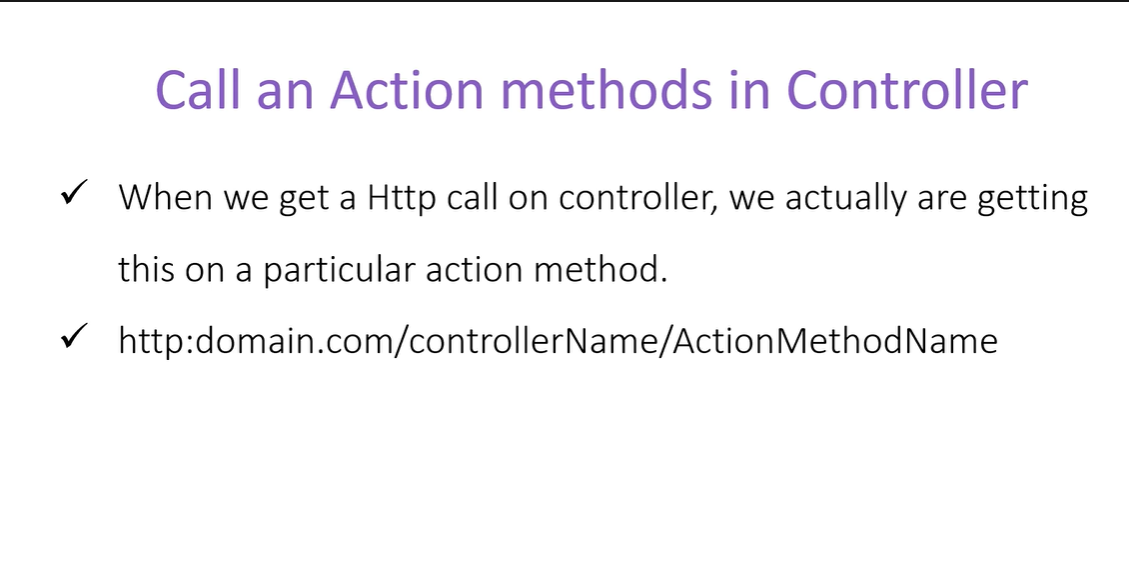 Call an Action methods in Controller
✓ When we get a Http call on controller, we actually are getting
this on a particular action method.
✓ http:domain.com/controllerName/ActionMethodName